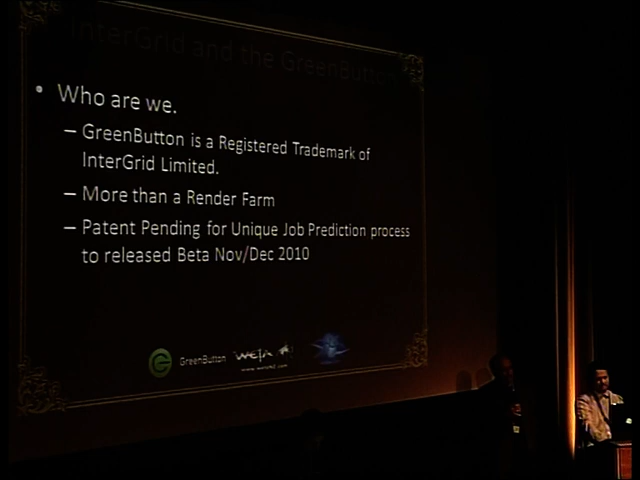 InterGrid and the GreenButton
• Who are we.
– GreenButton is a Registered Trademark of
InterGrid Limited.
– More than a Render Farm
– Patent Pending for Unique Job Prediction process
to released Beta Nov/Dec 2010
GreenButton WETA